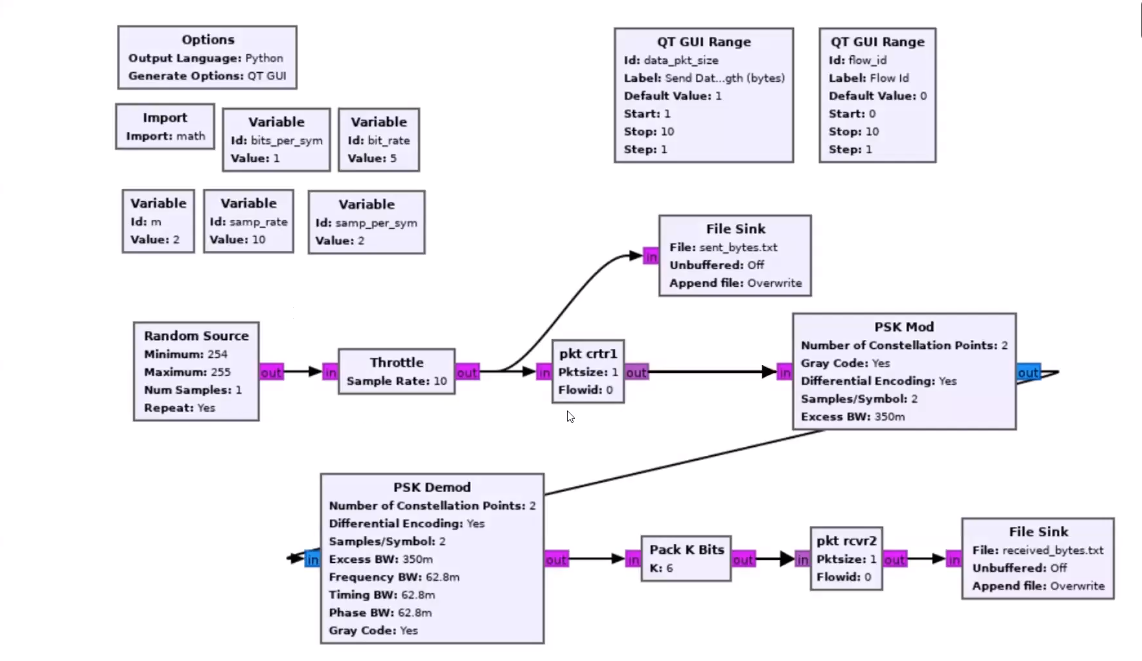 Options
Output Language: Python
Generate Options: QT GUI
QT GUI Range
Id: data_pkt_size
Label: Send Dat...gth (bytes)
Default Value: 1
Start: 1
Stop: 10
Step: 1
QT GUI Range
Id: flow_id
Label: Flow Id
Default Value: 0
Start: 0
Stop: 10
Step: 1
Import
Import: math
Variable
Id: bits_per_sym
Value: 1
Variable
Id: bit_rate
Value: 5
Variable
Id: m
Value: 2
Variable
Id: samp_rate
Value: 10
Variable
Id: samp_per_sym
Value: 2
in
File Sink
File: sent_bytes.txt
Unbuffered: Off
Append file: Overwrite
Random Source
Minimum: 254
Maximum: 255
Num Samples: 1
Repeat: Yes
out
in
Throttle
Sample Rate: 10
out
in
pkt crtr1
Pktsize: 1
Flowid: 0
out
in
PSK Mod
Number of Constellation Points: 2
Gray Code: Yes
Differential Encoding: Yes
Samples/Symbol: 2
Excess BW: 350m
out
in
PSK Demod
Number of Constellation Points: 2
Differential Encoding: Yes
Samples/Symbol: 2
Excess BW: 350m
Frequency BW: 62.8m
Timing BW: 62.8m
Phase BW: 62.8m
Gray Code: Yes
out
in
Pack K Bits
K: 6
out
in
pkt rcvr2
Pktsize: 1
Flowid: 0
out
in
File Sink
File: received_bytes.txt
Unbuffered: Off
Append file: Overwrite